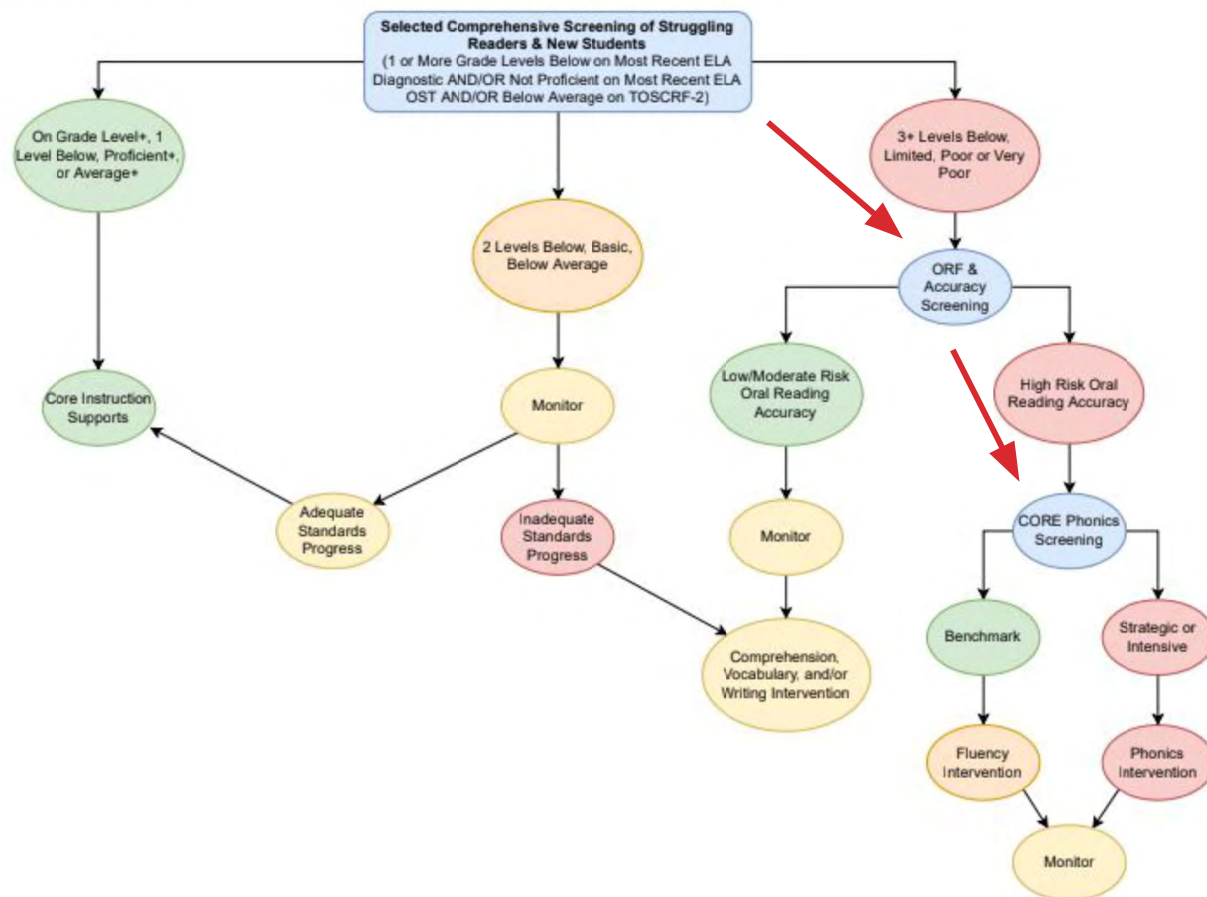 Selected Comprehensive Screening of Struggling
Readers & New Students
(1 or More Grade Levels Below on Most Recent ELA
Diagnostic AND/OR Not Proficient on Most Recent ELA
OST AND/OR Below Average on TOSCRF-2)
On Grade Level+, 1
Level Below, Proficient+,
or Average+
3+ Levels Below,
Limited, Poor or Very
Poor
2 Levels Below, Basic,
Below Average
ORF &
Accuracy
Screening
Core Instruction
Supports
Monitor
Low/Moderate Risk
Oral Reading
Accuracy
High Risk Oral
Reading Accuracy
Adequate
Standards
Progress
Inadequate
Standards
Progress
Monitor
CORE Phonics
Screening
Comprehension,
Vocabulary, and/or
Writing Intervention
Benchmark
Strategic or
Intensive
Fluency
Intervention
Phonics
Intervention
Monitor